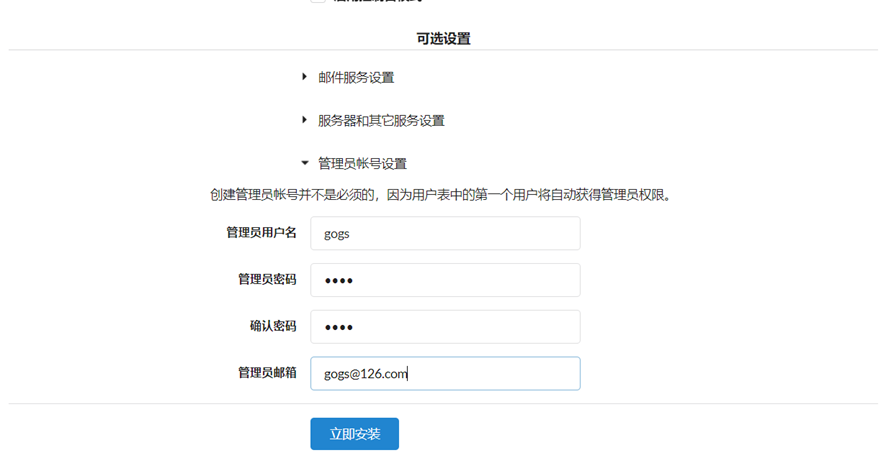 可选设置
邮件服务设置
服务器和其它服务设置
管理员帐号设置
创建管理员帐号并不是必须的，因为用户表中的第一个用户将自动获得管理员权限。
管理员用户名 gogs
管理员密码 ••••
确认密码 ••••
管理员邮箱 gogs@126.com
立即安装